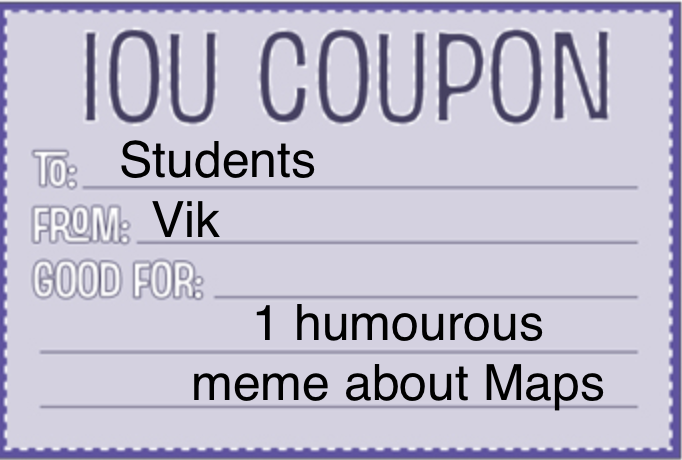 IOU COUPON
TO: Students
FROM: Vik
GOOD FOR:
1 humourous
meme about Maps